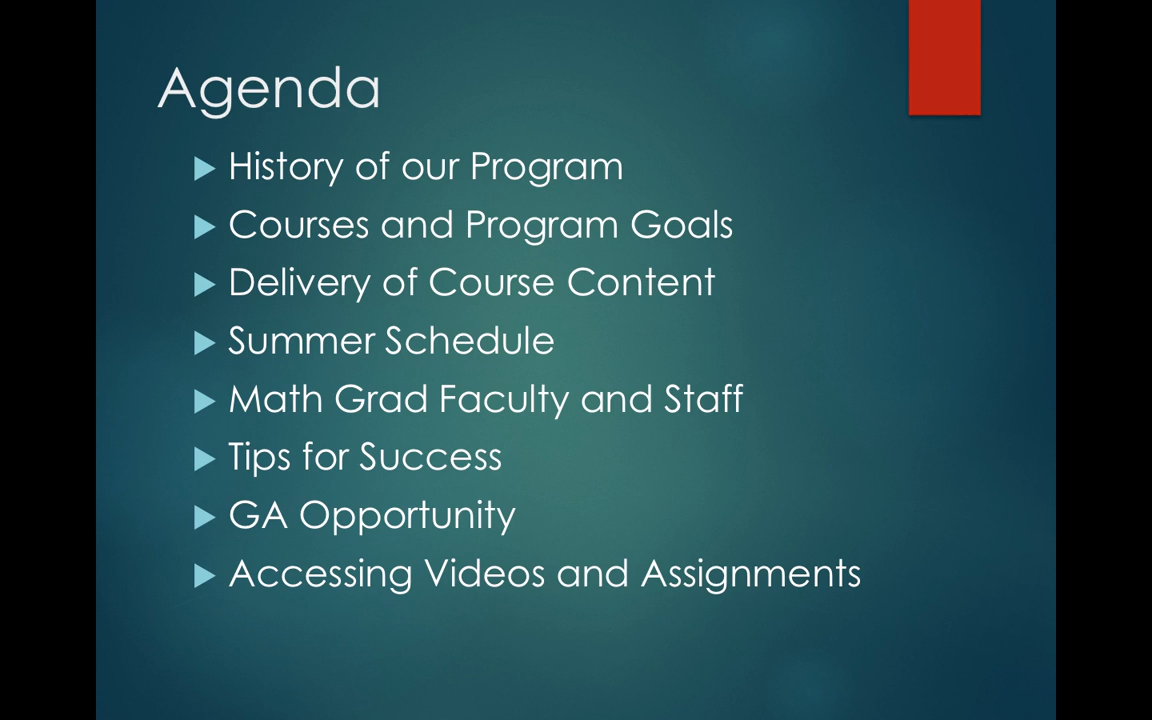 Agenda
History of our Program
Courses and Program Goals
Delivery of Course Content
Summer Schedule
Math Grad Faculty and Staff
Tips for Success
GA Opportunity
Accessing Videos and Assignments